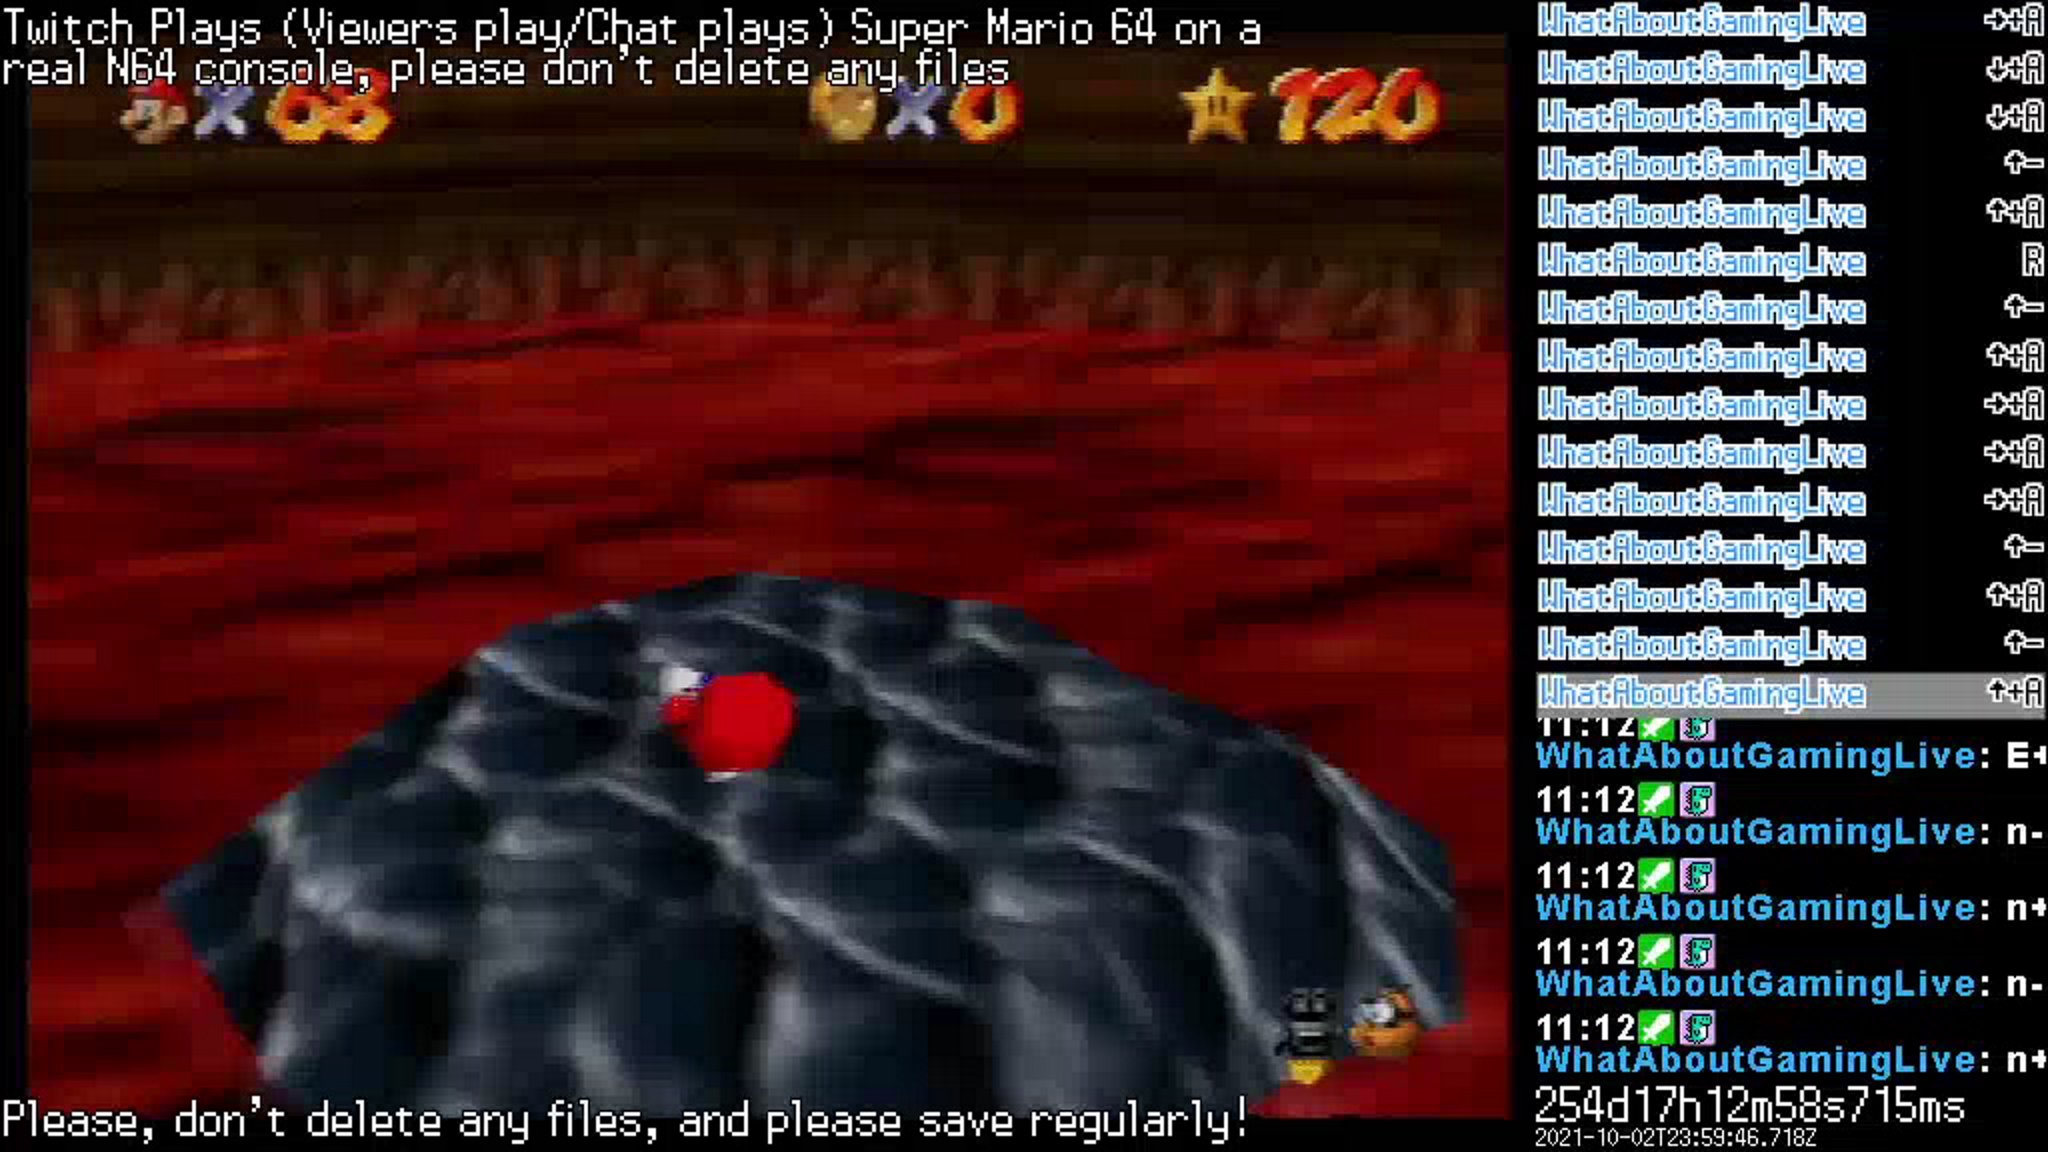 Twitch Plays (Viewers play/Chat plays) Super Mario 64 on a
real N64 console, please don't delete any files
x 68 x 0 120
WhatAboutGamingLive →+A
WhatAboutGamingLive ↓+A
WhatAboutGamingLive ↓+A
WhatAboutGamingLive ↑-
WhatAboutGamingLive ↑+A
WhatAboutGamingLive R
WhatAboutGamingLive ↑-
WhatAboutGamingLive ↑+A
WhatAboutGamingLive →+A
WhatAboutGamingLive →+A
WhatAboutGamingLive →+A
WhatAboutGamingLive ↑-
WhatAboutGamingLive ↑+A
WhatAboutGamingLive ↑-
WhatAboutGamingLive ↑+A
11:12
WhatAboutGamingLive: E+
11:12
WhatAboutGamingLive: n-
11:12
WhatAboutGamingLive: n+
11:12
WhatAboutGamingLive: n-
11:12
WhatAboutGamingLive: n+
254d17h12m58s715ms
2021-10-02T23:59:46.718Z
Please, don't delete any files, and please save regularly!